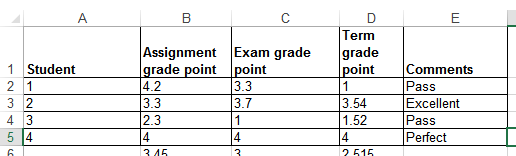 A B C D E
Term
Assignment Exam grade grade
1 Student grade point point point Comments
2 1 4.2 3.3 1 Pass
3 2 3.3 3.7 3.54 Excellent
4 3 2.3 1 1.52 Pass
5 4 4 4 4 Perfect
6 3.45 3 2.515